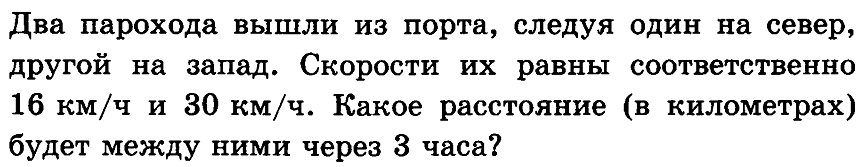 Два парохода вышли из порта, следуя один на север,
другой на запад. Скорости их равны соответственно
16 км/ч и 30 км/ч. Какое расстояние (в километрах)
будет между ними через 3 часа?